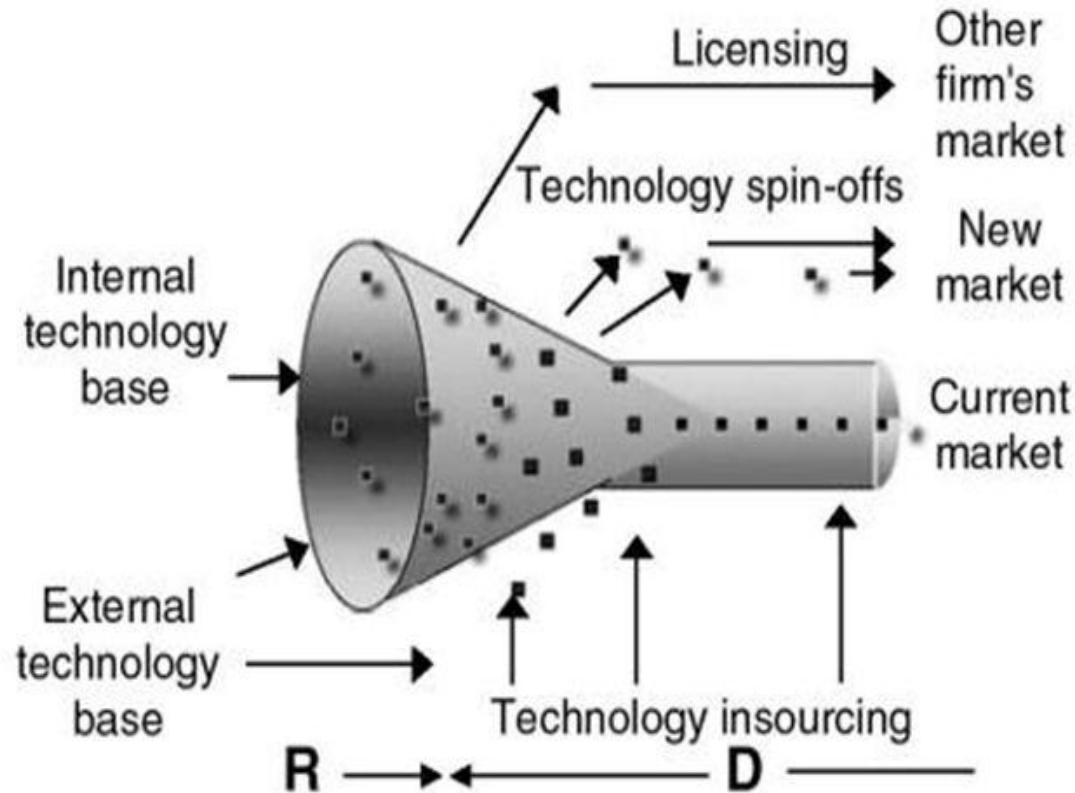 Licensing
Other
firm's
market
Technology spin-offs
New
market
Internal
technology
base
Current
market
External
technology
base
Technology insourcing
R
D